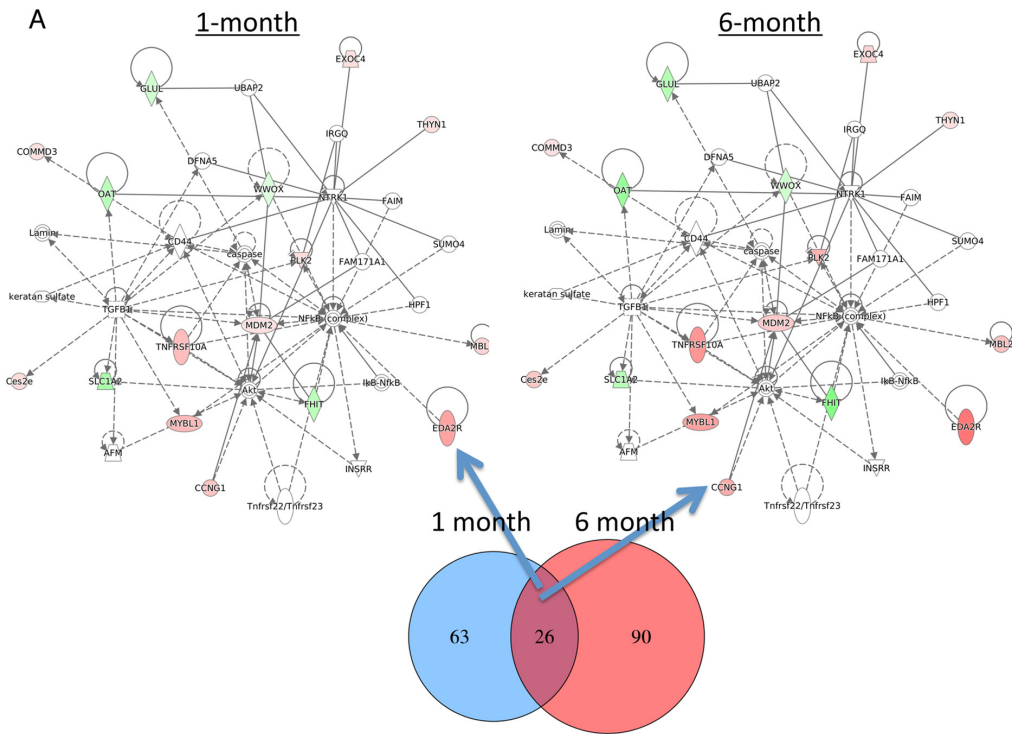 A
1-month
6-month
EXOC4
GLUL
UBAP2
THYN1
IRGQ
COMMD3
DFNA5
OAT
WWOX
NTRK1
FAIM
Lamin
CD44
caspase
PLK2
SUMO4
FAM171A1
keratan sulfate
TGFB1
HPF1
MDM2
NFkB (complex)
TNFRSF10A
MBL
Ces2e
SLC1A2
Akt
IkB-NfkB
FHIT
MYBL1
EDA2R
AFM
INSRR
CCNG1
Tnfrsf22/Tnfrsf23
EXOC4
GLUL
UBAP2
THYN1
IRGQ
COMMD3
DFNA5
OAT
WWOX
NTRK1
FAIM
Lamin
CD44
caspase
PLK2
SUMO4
FAM171A1
keratan sulfate
TGFB1
HPF1
MDM2
NFkB (complex)
TNFRSF10A
MBL2
Ces2e
SLC1A2
Akt
IkB-NfkB
FHIT
MYBL1
EDA2R
AFM
INSRR
CCNG1
Tnfrsf22/Tnfrsf23
1 month
6 month
63
26
90